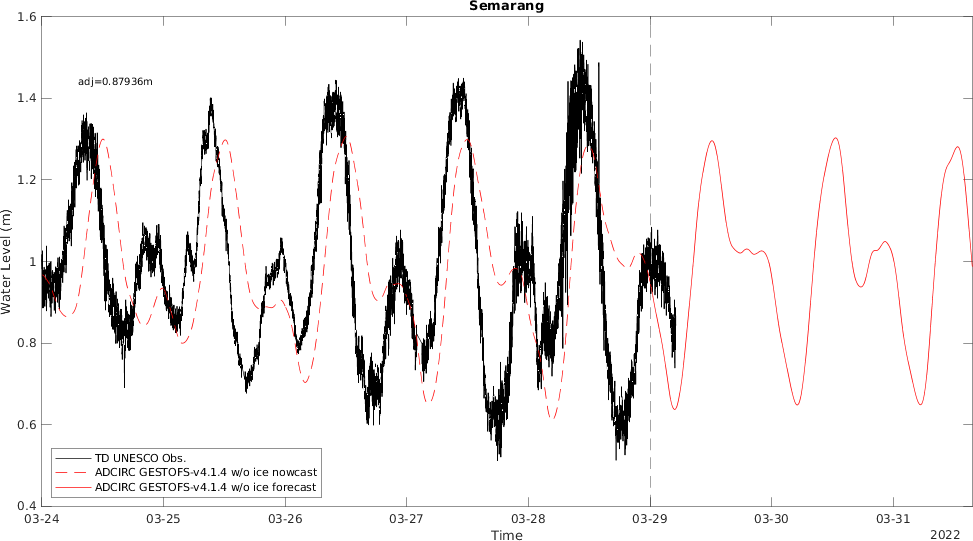 Semarang
1.6
adj=0.87936m
1.4
1.2
1
0.8
0.6
0.4
Water Level (m)
TD UNESCO Obs.
ADCIRC GESTOFS-v4.1.4 w/o ice nowcast
ADCIRC GESTOFS-v4.1.4 w/o ice forecast
03-24 03-25 03-26 03-27 03-28 03-29 03-30 03-31
Time
2022